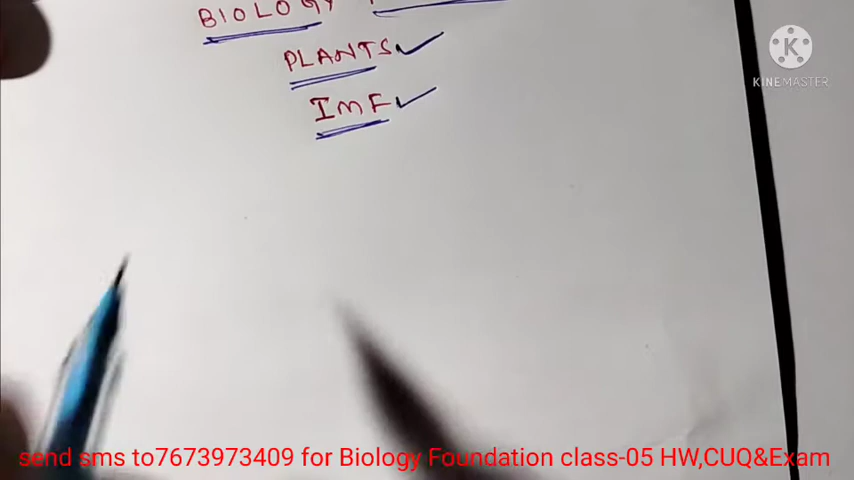 BIOLOGY
PLANTS
ImF
KINEMASTER
send sms to7673973409 for Biology Foundation class-05 HW,CUQ&Exam